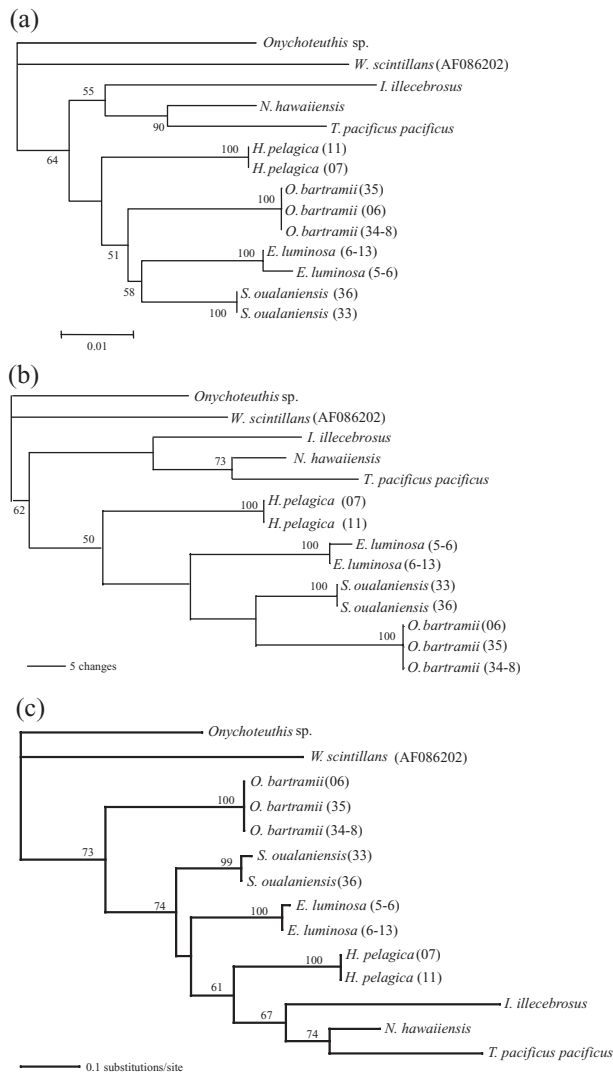 (a)
Onychoteuthis sp.
W. scintillans (AF086202)
55
I. illecebrosus
N. hawaiiensis
90
T. pacificus pacificus
64
100
H. pelagica (11)
H. pelagica (07)
O. bartramii (35)
100
O. bartramii (06)
O. bartramii (34-8)
51
100
E. luminosa (6-13)
E. luminosa (5-6)
58
S. oualaniensis (36)
100
S. oualaniensis (33)
0.01
(b)
Onychoteuthis sp.
W. scintillans (AF086202)
I. illecebrosus
73
N. hawaiiensis
T. pacificus pacificus
62
100
H. pelagica (07)
H. pelagica (11)
50
100
E. luminosa (5-6)
E. luminosa (6-13)
100
S. oualaniensis (33)
S. oualaniensis (36)
O. bartramii (06)
100
O. bartramii (35)
O. bartramii (34-8)
5 changes
(c)
Onychoteuthis sp.
W. scintillans (AF086202)
O. bartramii (06)
100
O. bartramii (35)
O. bartramii (34-8)
73
99
S. oualaniensis (33)
S. oualaniensis (36)
74
100
E. luminosa (5-6)
E. luminosa (6-13)
100
H. pelagica (07)
H. pelagica (11)
61
67
I. illecebrosus
74
N. hawaiiensis
T. pacificus pacificus
0.1 substitutions/site